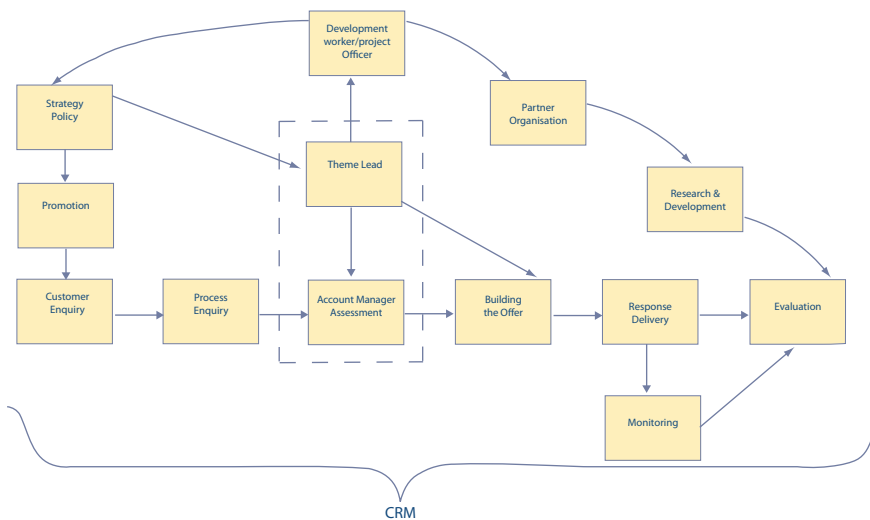 Development
worker/project
Officer
Strategy
Policy
Partner
Organisation
Theme Lead
Research &
Development
Promotion
Customer
Enquiry
Process
Enquiry
Account Manager
Assessment
Building
the Offer
Response
Delivery
Evaluation
Monitoring
CRM